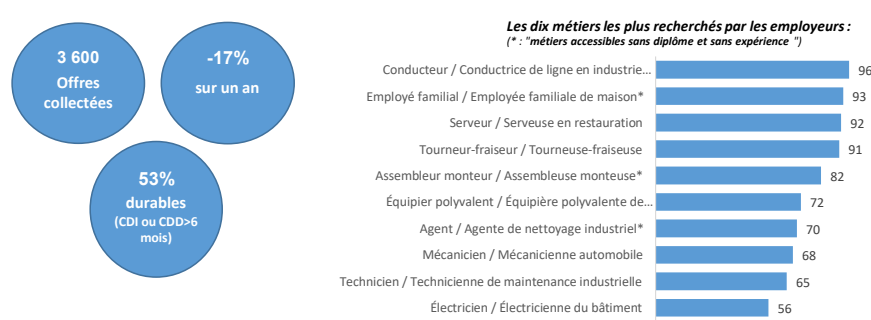 3 600
Offres
collectées
-17%
sur un an
53%
durables
(CDI ou CDD>6
mois)
Les dix métiers les plus recherchés par les employeurs :
(* : "métiers accessibles sans diplôme et sans expérience ")
Conducteur / Conductrice de ligne en industrie… 96
Employé familial / Employée familiale de maison* 93
Serveur / Serveuse en restauration 92
Tourneur-fraiseur / Tourneuse-fraiseuse 91
Assembleur monteur / Assembleuse monteuse* 82
Équipier polyvalent / Équipière polyvalente de… 72
Agent / Agente de nettoyage industriel* 70
Mécanicien / Mécanicienne automobile 68
Technicien / Technicienne de maintenance industrielle 65
Électricien / Électricienne du bâtiment 56